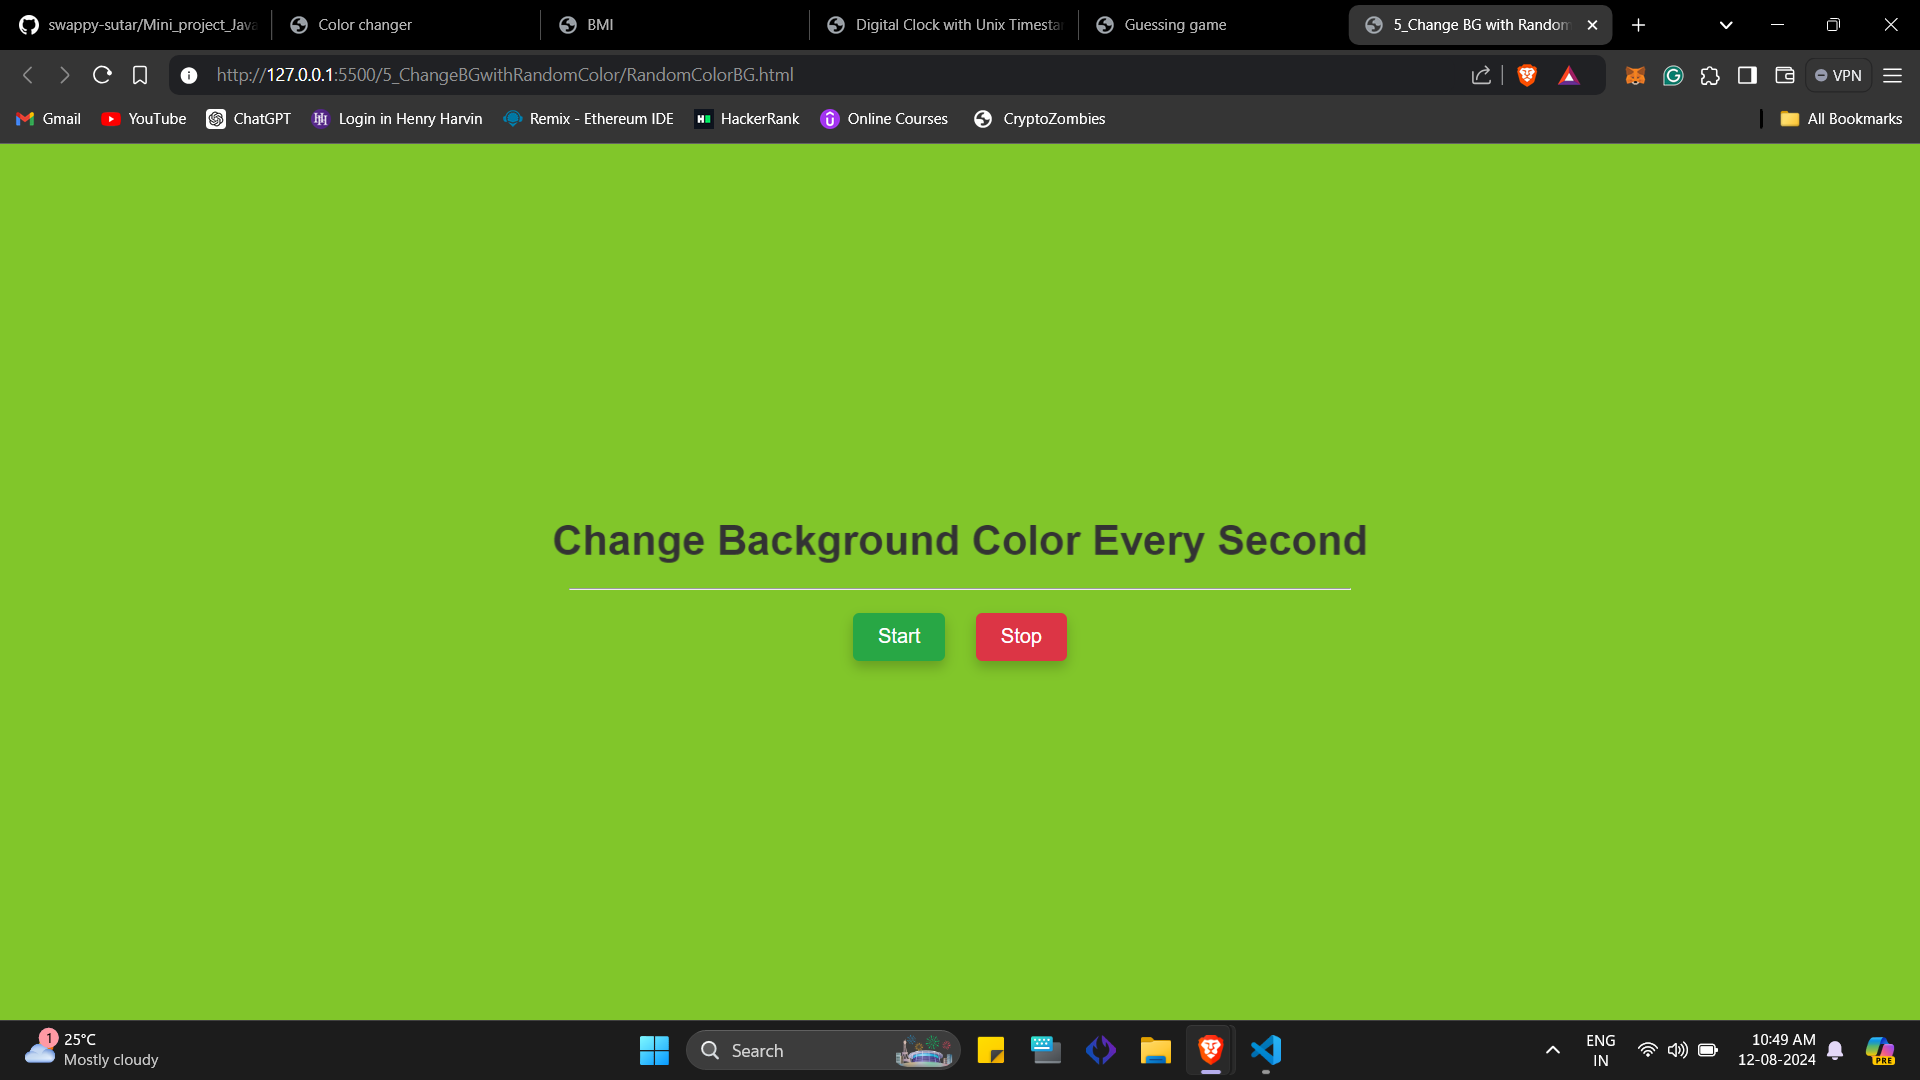 swappy-sutar/Mini_project_Java
Color changer
BMI
Digital Clock with Unix Timesta
Guessing game
5_Change BG with Random
http://127.0.0.1:5500/5_ChangeBGwithRandomColor/RandomColorBG.html
VPN
Gmail
YouTube
ChatGPT
Login in Henry Harvin
Remix - Ethereum IDE
HackerRank
Online Courses
CryptoZombies
All Bookmarks
Change Background Color Every Second
Start
Stop
1
25°C
Mostly cloudy
Search
PRE
ENG
IN
10:49 AM
12-08-2024